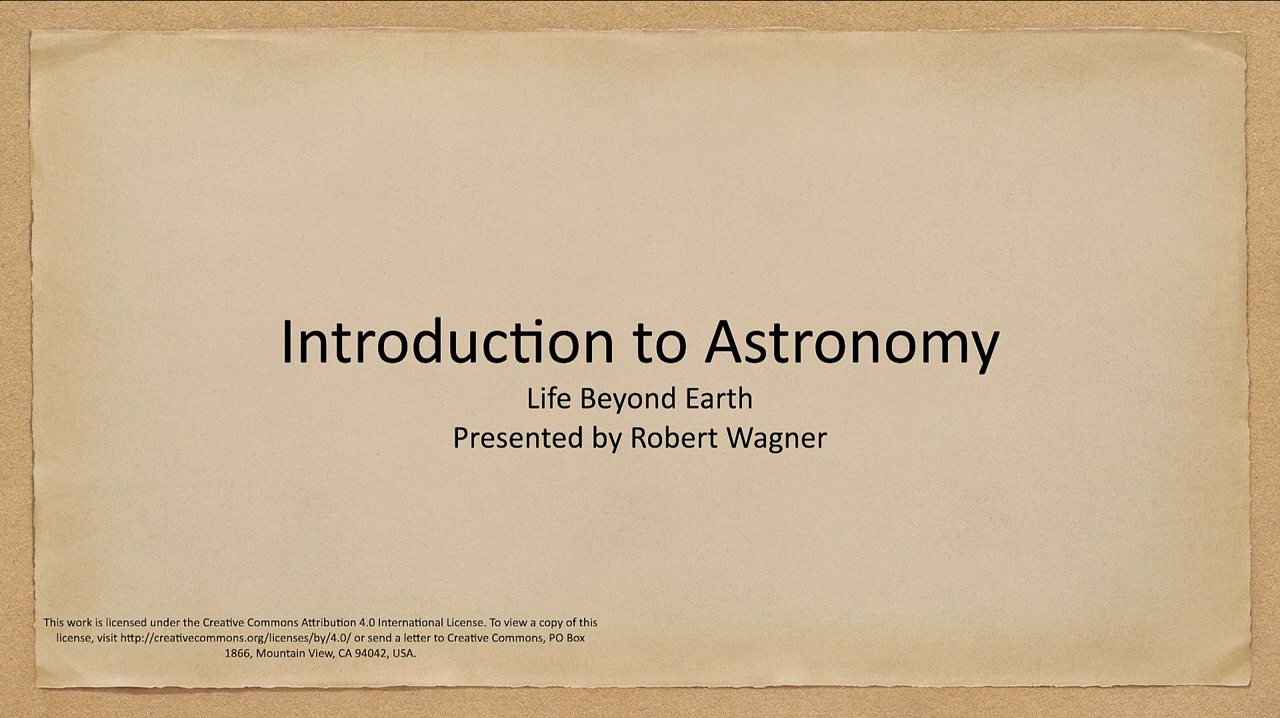 Introduction to Astronomy
Life Beyond Earth
Presented by Robert Wagner
This work is licensed under the Creative Commons Attribution 4.0 International License. To view a copy of this
license, visit http://creativecommons.org/licenses/by/4.0/ or send a letter to Creative Commons, PO Box
1866, Mountain View, CA 94042, USA.